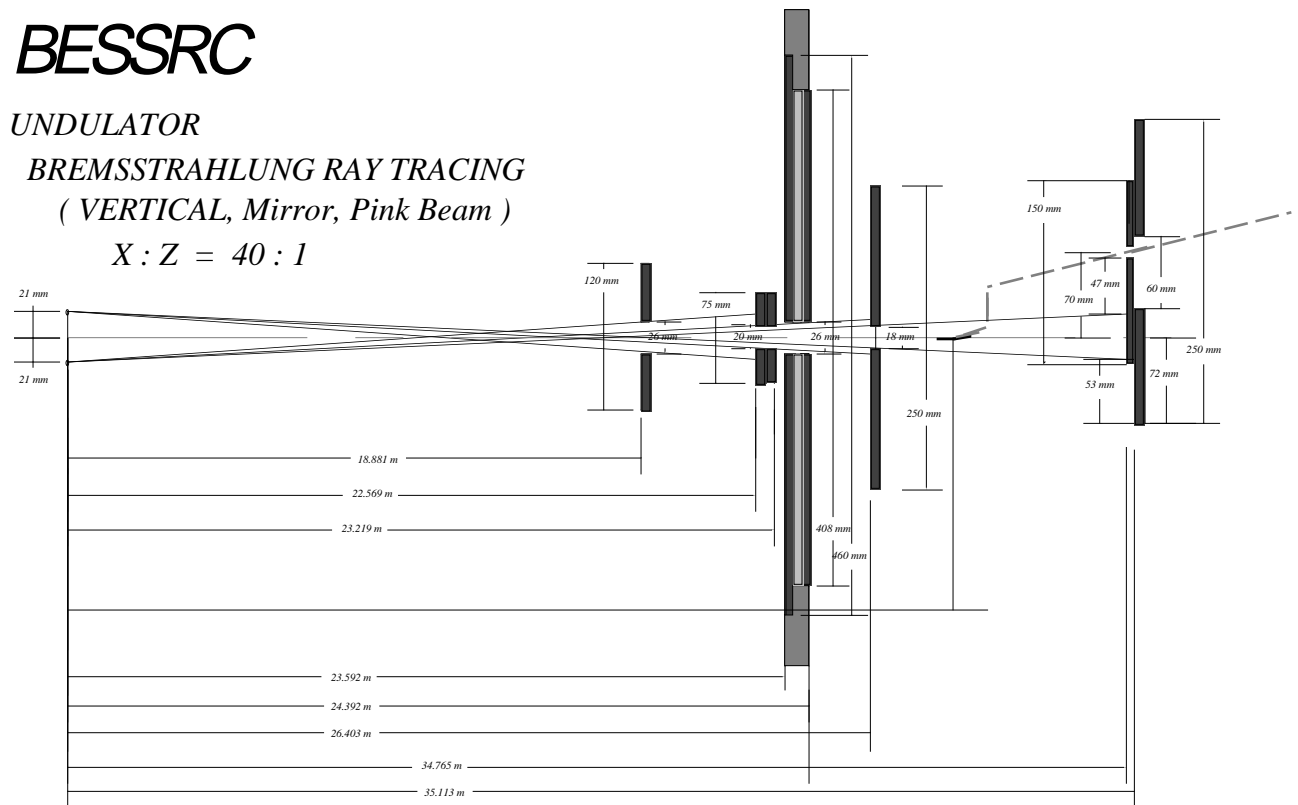 BESSRC
UNDULATOR
BREMSSTRAHLUNG RAY TRACING
( VERTICAL, Mirror, Pink Beam )
X : Z = 40 : 1
150 mm
21 mm
120 mm
75 mm
47 mm
70 mm
60 mm
26 mm
20 mm
26 mm
18 mm
250 mm
21 mm
53 mm
72 mm
250 mm
18.881 m
22.569 m
23.219 m
408 mm
460 mm
23.592 m
24.392 m
26.403 m
34.765 m
35.113 m